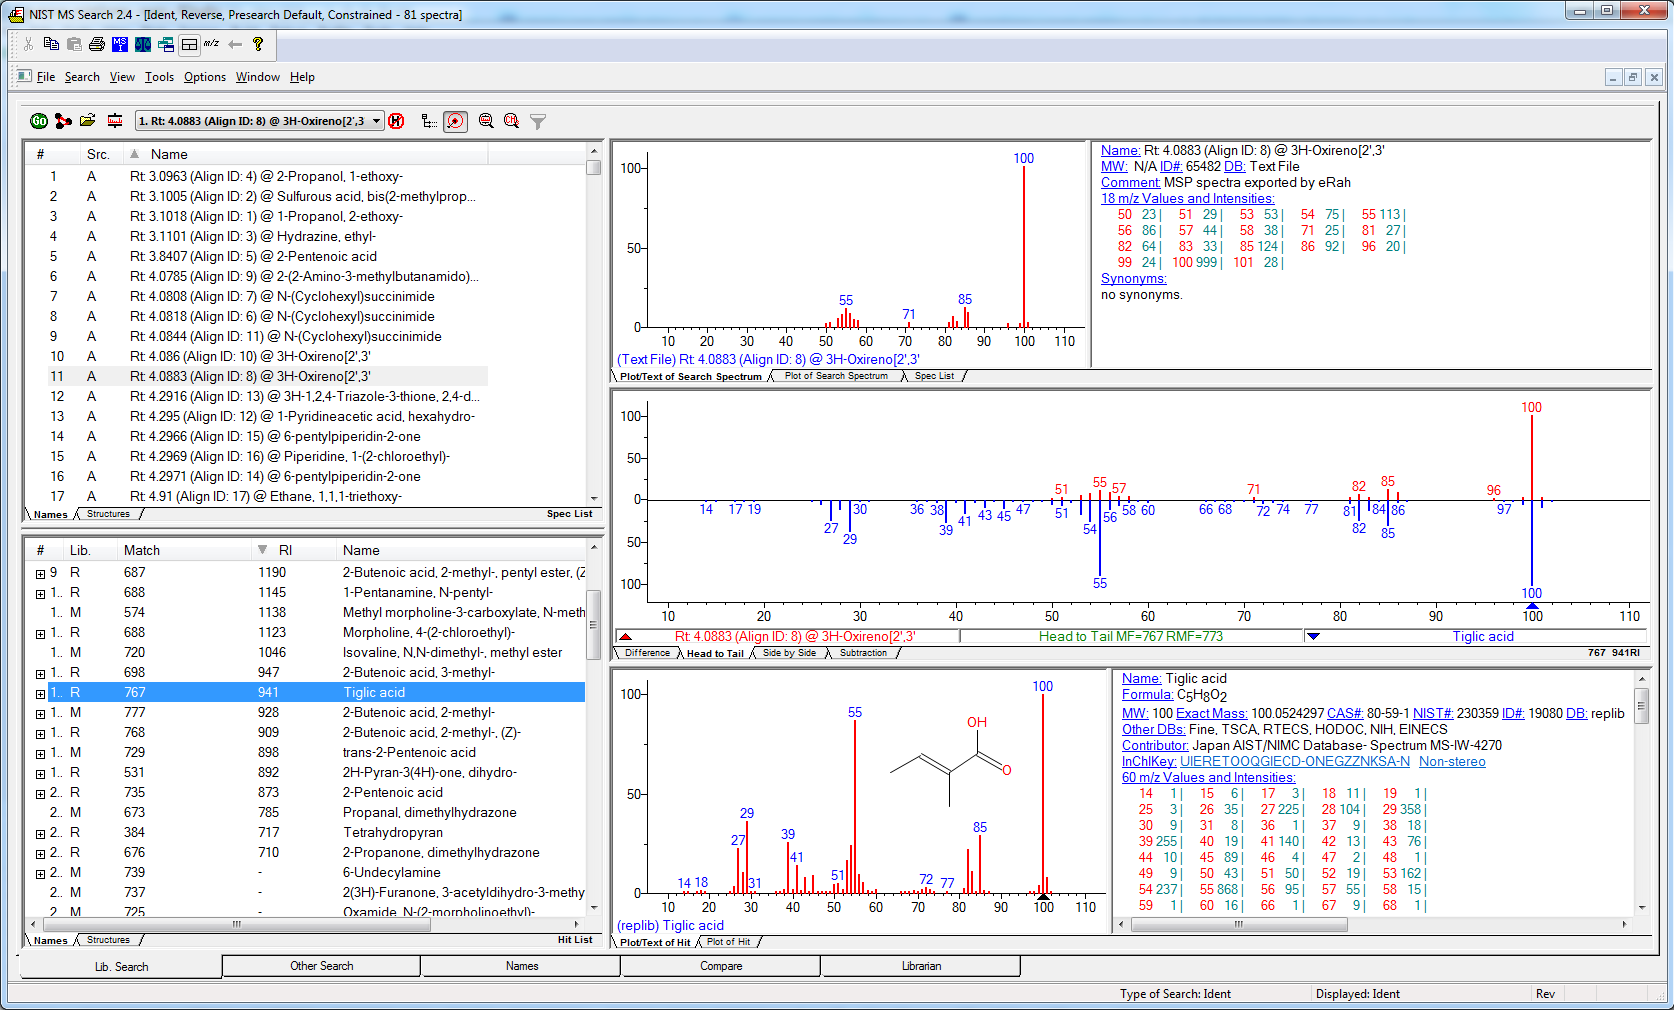 NIST MS Search 2.4 - [Ident, Reverse, Presearch Default, Constrained - 81 spectra]
MS
I
m/z
?
File Search View Tools Options Window Help
GO
1. Rt: 4.0883 (Align ID: 8) @ 3H-Oxireno[2',3
# Src. Name
1 A Rt: 3.0963 (Align ID: 4) @ 2-Propanol, 1-ethoxy-
2 A Rt: 3.1005 (Align ID: 2) @ Sulfurous acid, bis(2-methylprop...
3 A Rt: 3.1018 (Align ID: 1) @ 1-Propanol, 2-ethoxy-
4 A Rt: 3.1101 (Align ID: 3) @ Hydrazine, ethyl-
5 A Rt: 3.8407 (Align ID: 5) @ 2-Pentenoic acid
6 A Rt: 4.0785 (Align ID: 9) @ 2-(2-Amino-3-methylbutanamido)...
7 A Rt: 4.0808 (Align ID: 7) @ N-(Cyclohexyl)succinimide
8 A Rt: 4.0818 (Align ID: 6) @ N-(Cyclohexyl)succinimide
9 A Rt: 4.0844 (Align ID: 11) @ N-(Cyclohexyl)succinimide
10 A Rt: 4.086 (Align ID: 10) @ 3H-Oxireno[2',3'
11 A Rt: 4.0883 (Align ID: 8) @ 3H-Oxireno[2',3'
12 A Rt: 4.2916 (Align ID: 13) @ 3H-1,2,4-Triazole-3-thione, 2,4-d...
13 A Rt: 4.295 (Align ID: 12) @ 1-Pyridineacetic acid, hexahydro-
14 A Rt: 4.2966 (Align ID: 15) @ 6-pentylpiperidin-2-one
15 A Rt: 4.2969 (Align ID: 16) @ Piperidine, 1-(2-chloroethyl)-
16 A Rt: 4.2971 (Align ID: 14) @ 6-pentylpiperidin-2-one
17 A Rt: 4.91 (Align ID: 17) @ Ethane, 1,1,1-triethoxy-
Names Structures Spec List
# Lib. Match RI Name
9 R 687 1190 2-Butenoic acid, 2-methyl-, pentyl ester, (Z
1.. R 688 1145 1-Pentanamine, N-pentyl-
1.. M 574 1138 Methyl morpholine-3-carboxylate, N-meth
1.. R 688 1123 Morpholine, 4-(2-chloroethyl)-
1.. M 720 1046 Isovaline, N,N-dimethyl-, methyl ester
1.. R 698 947 2-Butenoic acid, 3-methyl-
1.. R 767 941 Tiglic acid
1.. M 777 928 2-Butenoic acid, 2-methyl-
1.. R 768 909 2-Butenoic acid, 2-methyl-, (Z)-
1.. M 729 898 trans-2-Pentenoic acid
1.. R 531 892 2H-Pyran-3(4H)-one, dihydro-
2.. R 735 873 2-Pentenoic acid
2.. M 673 785 Propanal, dimethylhydrazone
2.. R 384 717 Tetrahydropyran
2.. R 676 710 2-Propanone, dimethylhydrazone
2.. M 739 - 6-Undecylamine
2.. M 737 - 2(3H)-Furanone, 3-acetyldihydro-3-methy
2.. M 725 - Oxamide, N-(2-morpholinoethyl)-
Names Structures Hit List
100 50 0
100
55 71 85
10 20 30 40 50 60 70 80 90 100 110
(Text File) Rt: 4.0883 (Align ID: 8) @ 3H-Oxireno[2',3'
Plot/Text of Search Spectrum Plot of Search Spectrum Spec List
Name: Rt: 4.0883 (Align ID: 8) @ 3H-Oxireno[2',3'
MW: N/A ID#: 65482 DB: Text File
Comment: MSP spectra exported by eRah
18 m/z Values and Intensities:
50 23| 51 29| 53 53| 54 75| 55 113|
56 86| 57 44| 58 38| 71 25| 81 27|
82 64| 83 33| 85 124| 86 92| 96 20|
99 24| 100 999| 101 28|
Synonyms:
no synonyms.
100 50 0 50 100
51 55 57 71 82 85 96 100
14 17 19 27 29 30 36 38 39 41 43 45 47 51 54 55 56 58 60 66 68 72 74 77 81 82 84 85 86 97 100
10 20 30 40 50 60 70 80 90 100 110
Rt: 4.0883 (Align ID: 8) @ 3H-Oxireno[2',3' Head to Tail MF=767 RMF=773 Tiglic acid
Difference Head to Tail Side by Side Subtraction 767 941RI
100 50 0
14 18 27 29 31 39 41 51 55 72 77 85 100
OH
O
10 20 30 40 50 60 70 80 90 100 110
(replib) Tiglic acid
Plot/Text of Hit Plot of Hit
Name: Tiglic acid
Formula: C5H8O2
MW: 100 Exact Mass: 100.0524297 CAS#: 80-59-1 NIST#: 230359 ID#: 19080 DB: replib
Other DBs: Fine, TSCA, RTECS, HODOC, NIH, EINECS
Contributor: Japan AIST/NIMC Database- Spectrum MS-IW-4270
InChIKey: UIERETOOQGIECD-ONEGZZNKSA-N Non-stereo
60 m/z Values and Intensities:
14 1| 15 6| 17 3| 18 11| 19 1|
25 3| 26 35| 27 225| 28 104| 29 358|
30 9| 31 8| 36 1| 37 9| 38 18|
39 255| 40 19| 41 140| 42 13| 43 76|
44 10| 45 89| 46 4| 47 2| 48 1|
49 9| 50 43| 51 50| 52 19| 53 162|
54 237| 55 868| 56 95| 57 55| 58 15|
59 1| 60 16| 66 1| 67 9| 68 1|
Lib. Search Other Search Names Compare Librarian
Type of Search: Ident Displayed: Ident Rev